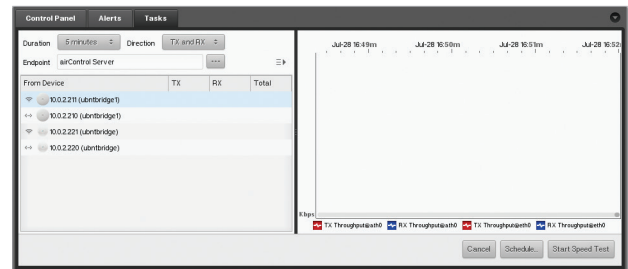 Control Panel Alerts Tasks
Duration 5 minutes Direction TX and RX
Endpoint airControl Server ...
From Device TX RX Total
10.0.2.211 (ubntbridge1)
10.0.2.210 (ubntbridge1)
10.0.2.221 (ubntbridge)
10.0.2.220 (ubntbridge)
Jul-28 16:49m Jul-28 16:50m Jul-28 16:51m Jul-28 16:52
Kbps
TX Throughput@ath0 RX Throughput@ath0 TX Throughput@eth0 RX Throughput@eth0
Cancel Schedule... Start Speed Test